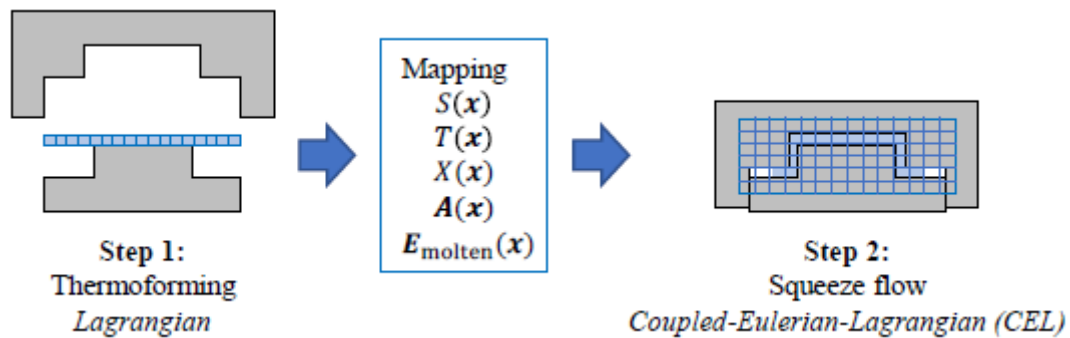 Mapping
S(x)
T(x)
X(x)
A(x)
E_molten(x)
Step 1:
Thermoforming
Lagrangian
Step 2:
Squeeze flow
Coupled-Eulerian-Lagrangian (CEL)